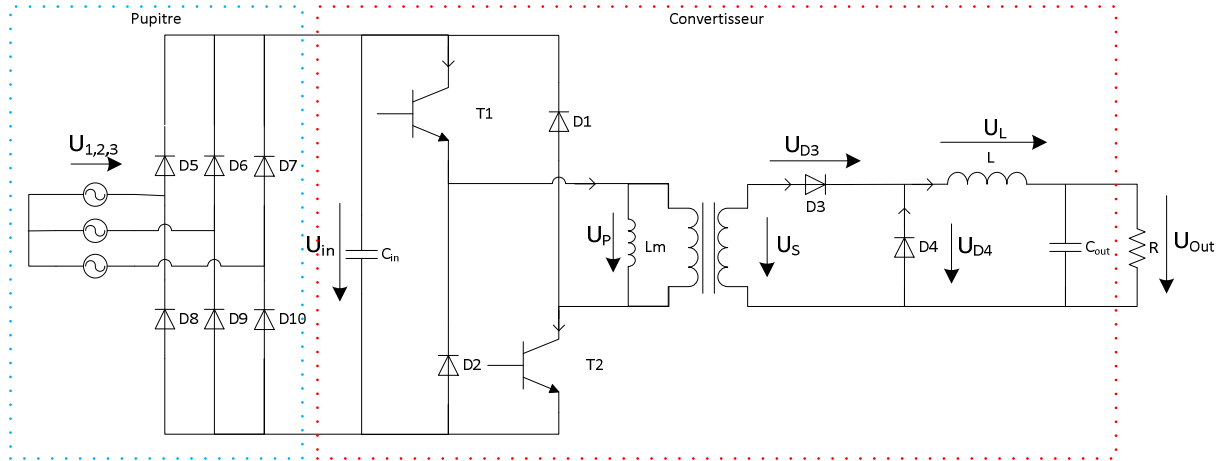 Pupitre
Convertisseur
T1
D1
U1,2,3
D5
D6
D7
UL
L
UD3
D3
Uin
Cin
UP
Lm
US
D4
UD4
Cout
R
UOut
D8
D9
D10
D2
T2